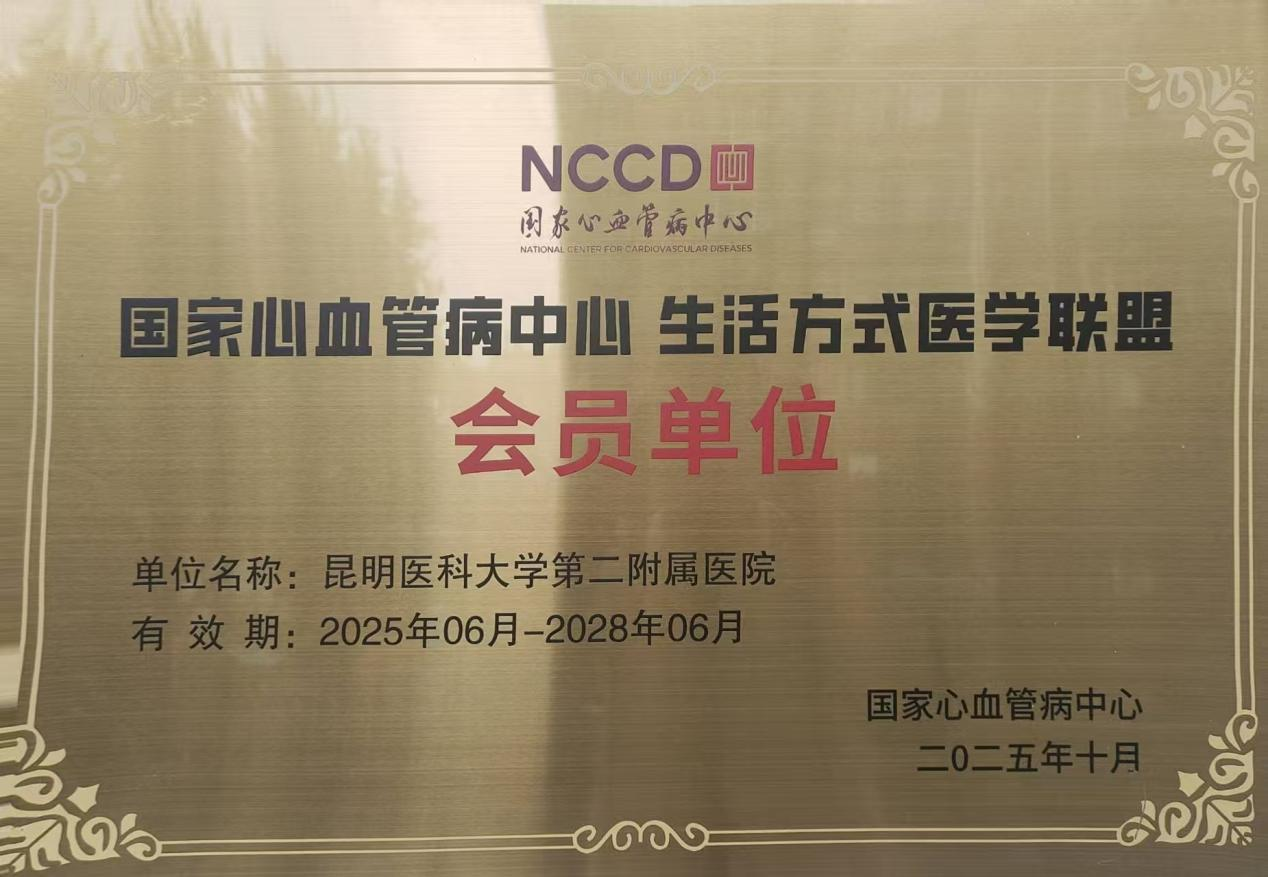 NCCD 心
国家心血管病中心
NATIONAL CENTER FOR CARDIOVASCULAR DISEASES
国家心血管病中心 生活方式医学联盟
会员单位
单位名称：昆明医科大学第二附属医院
有 效 期：2025年06月-2028年06月
国家心血管病中心
二0二五年十月